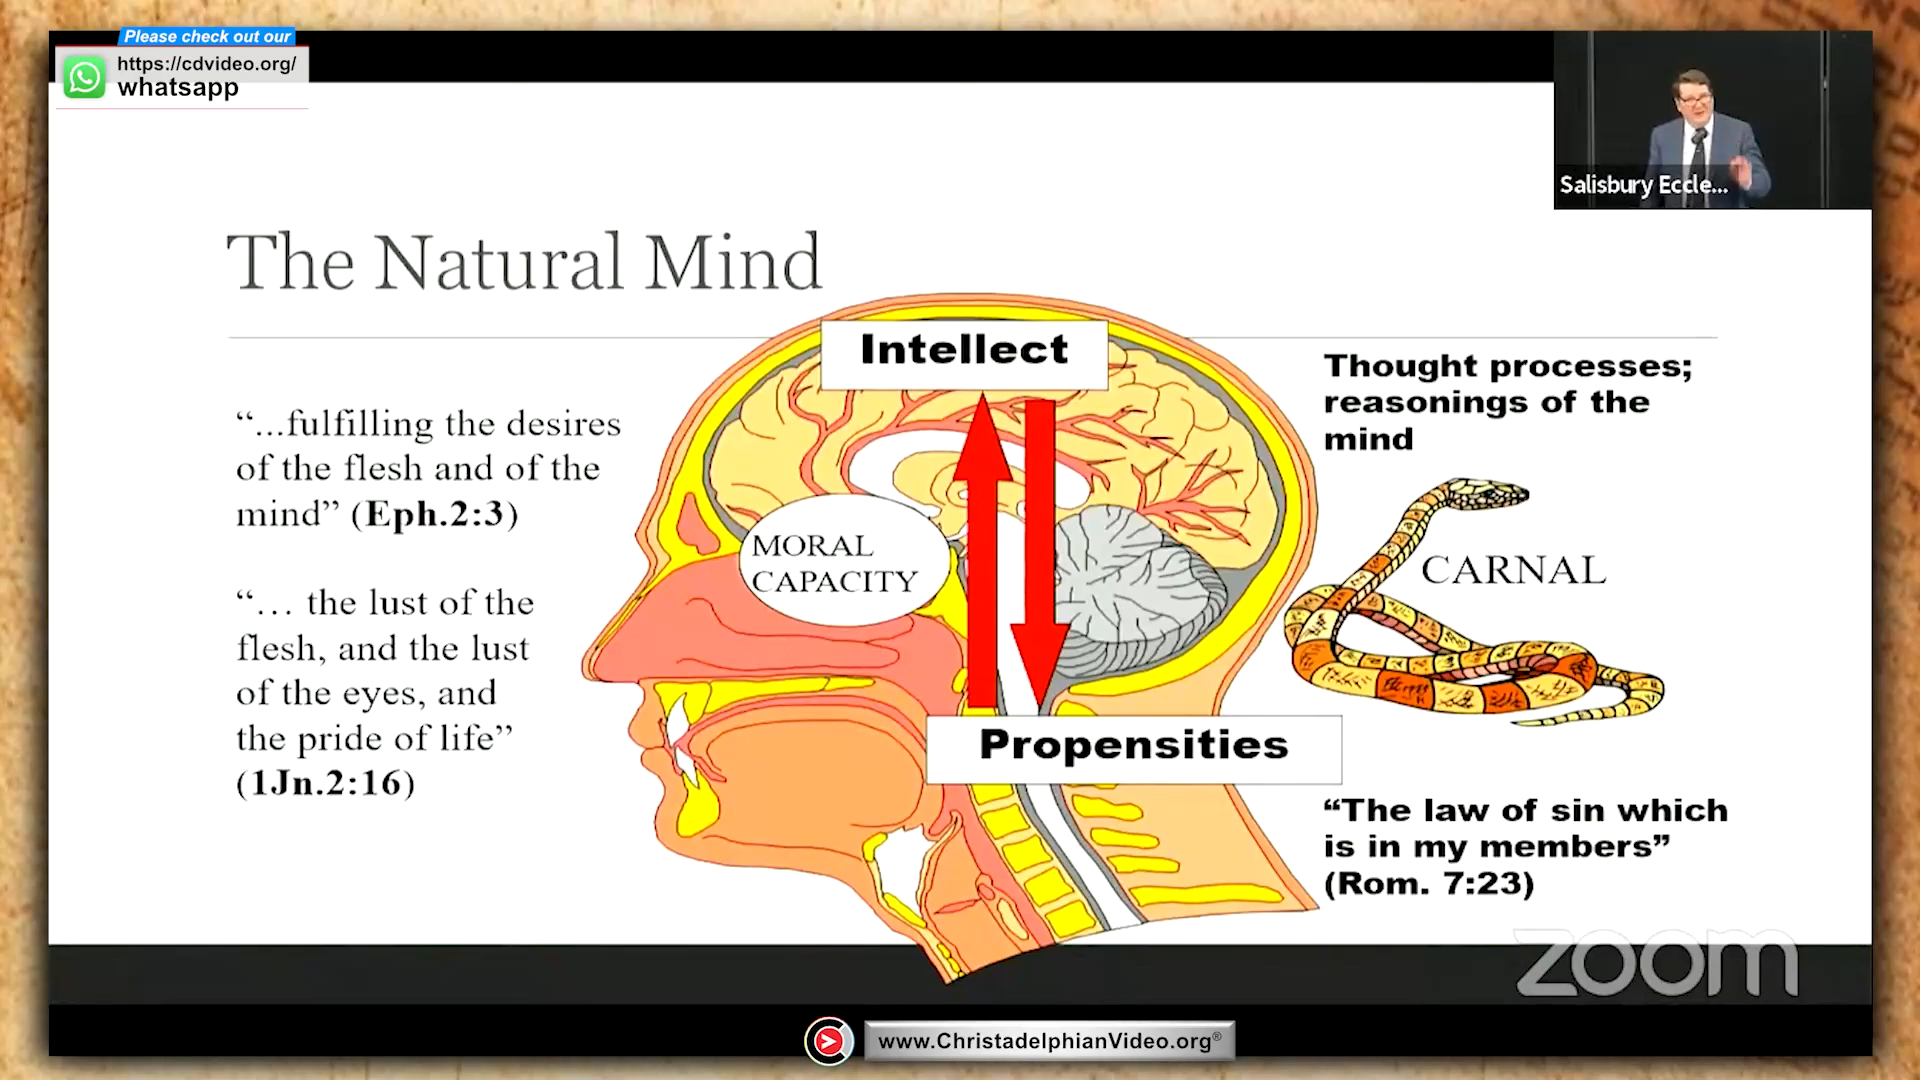 Please check out our
https://cdvideo.org/
whatsapp
Salisbury Eccle...
The Natural Mind
Intellect
Thought processes;
reasonings of the
mind
“...fulfilling the desires
of the flesh and of the
mind” (Eph.2:3)
MORAL
CAPACITY
CARNAL
“... the lust of the
flesh, and the lust
of the eyes, and
the pride of life”
(1Jn.2:16)
Propensities
“The law of sin which
is in my members”
(Rom. 7:23)
zoom
www.ChristadelphianVideo.org®